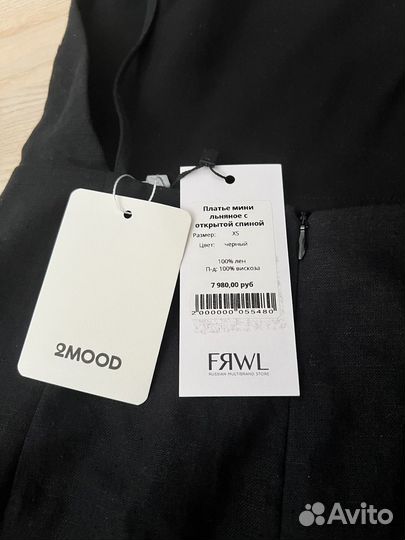 2MOOD
Платье мини
льняное с
открытой спиной
Размер: XS
Цвет: черный
100% лен
П-д: 100% вискоза
7 980,00 руб
2000000055480
FЯWL
RUSSIAN MULTIBRAND STORE
Avito